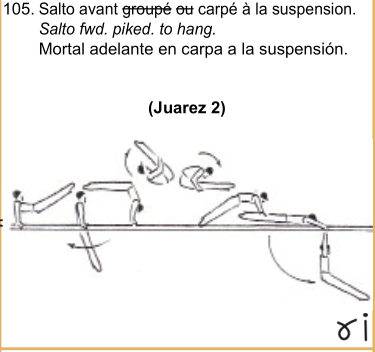 105. Salto avant groupé ou carpé à la suspension.
Salto fwd. piked. to hang.
Mortal adelante en carpa a la suspensión.
(Juarez 2)